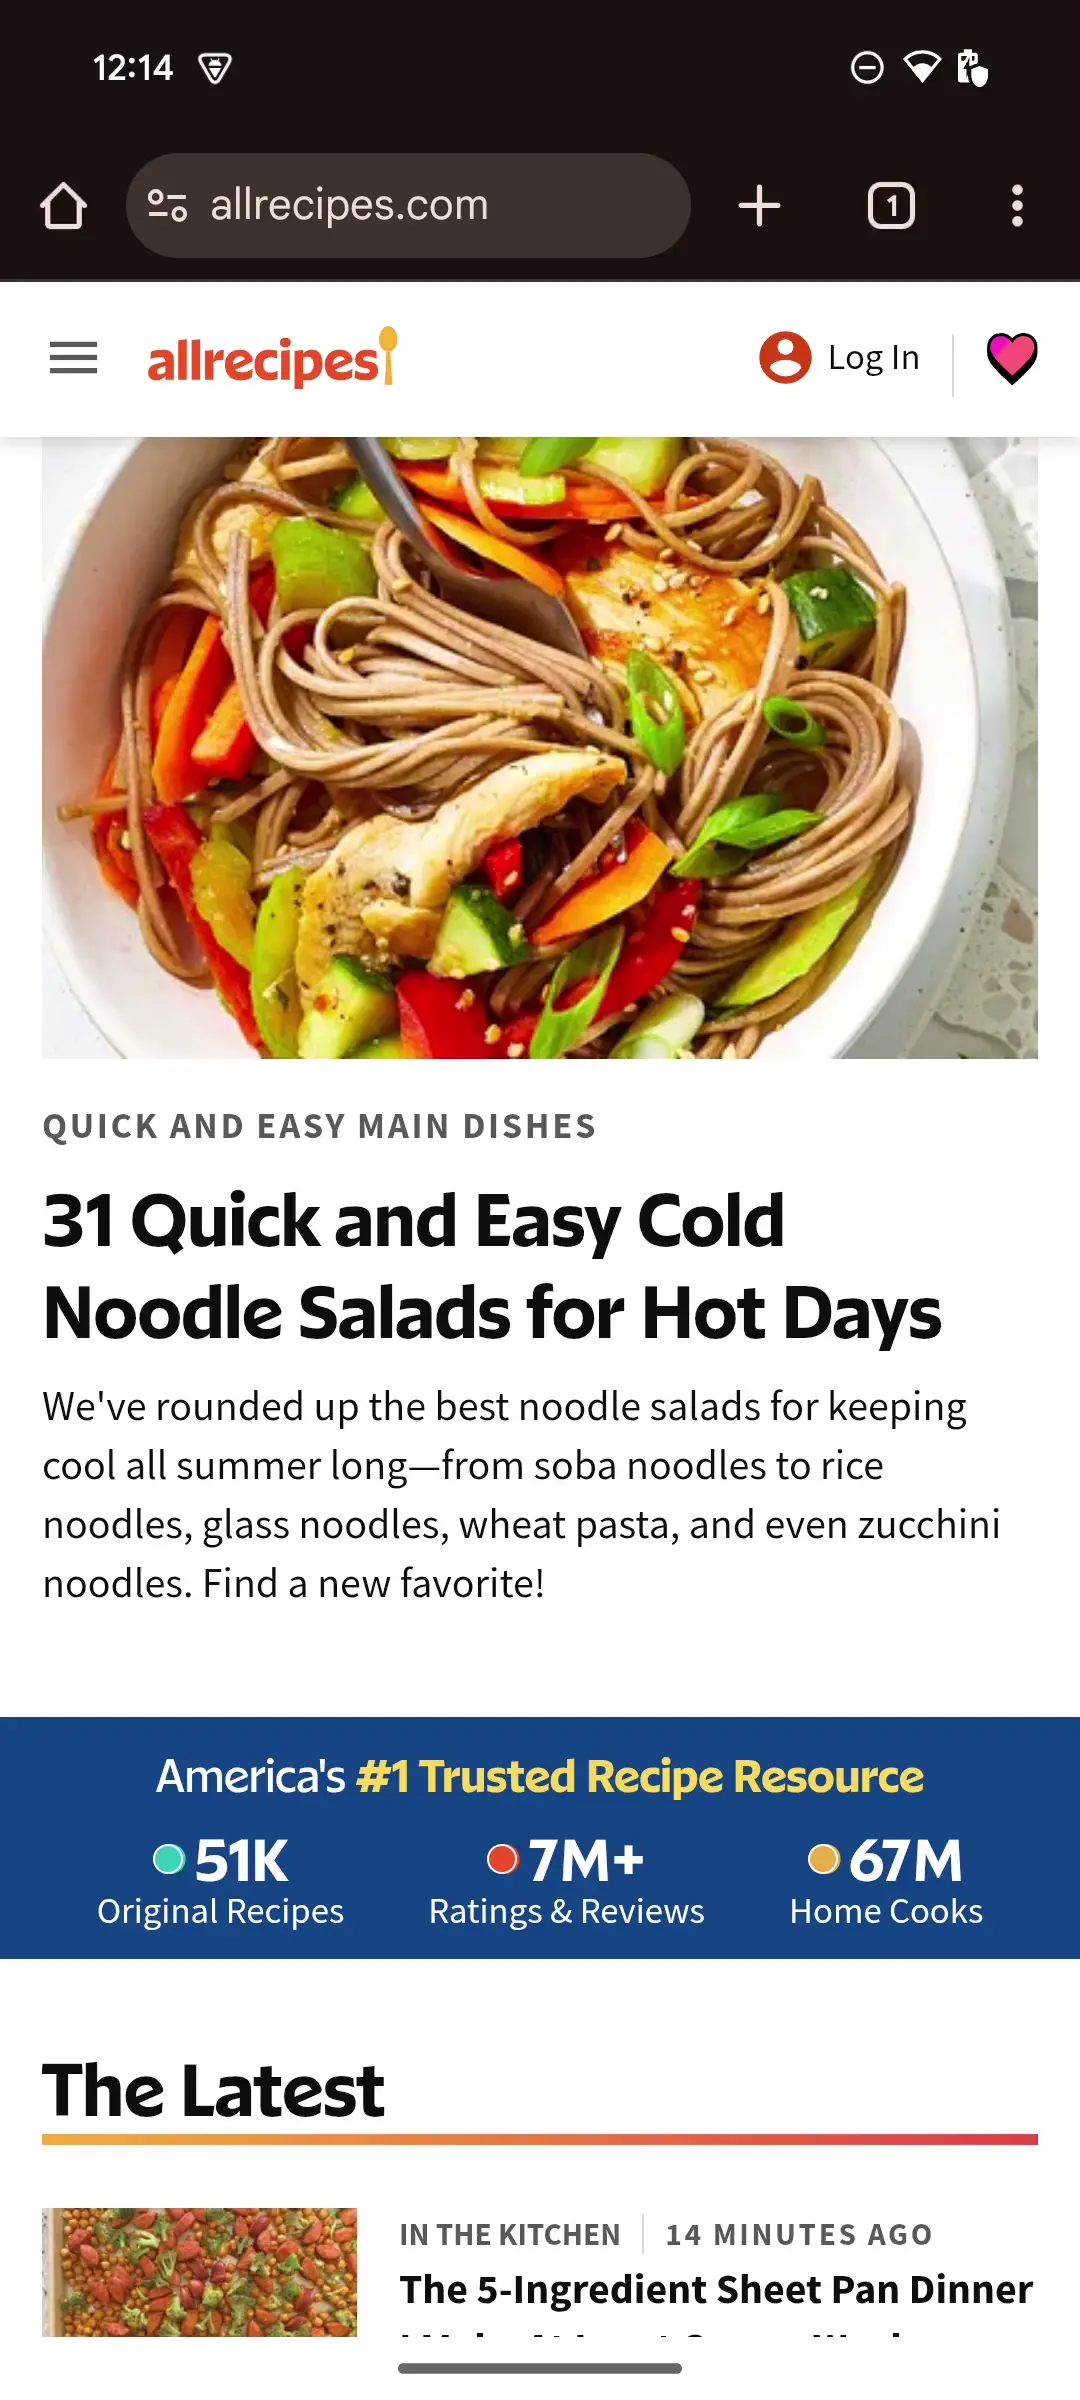 12:14
allrecipes.com
1
allrecipes
Log In
QUICK AND EASY MAIN DISHES
31 Quick and Easy Cold
Noodle Salads for Hot Days
We've rounded up the best noodle salads for keeping
cool all summer long—from soba noodles to rice
noodles, glass noodles, wheat pasta, and even zucchini
noodles. Find a new favorite!
America's #1 Trusted Recipe Resource
51K
Original Recipes
7M+
Ratings & Reviews
67M
Home Cooks
The Latest
IN THE KITCHEN
14 MINUTES AGO
The 5-Ingredient Sheet Pan Dinner